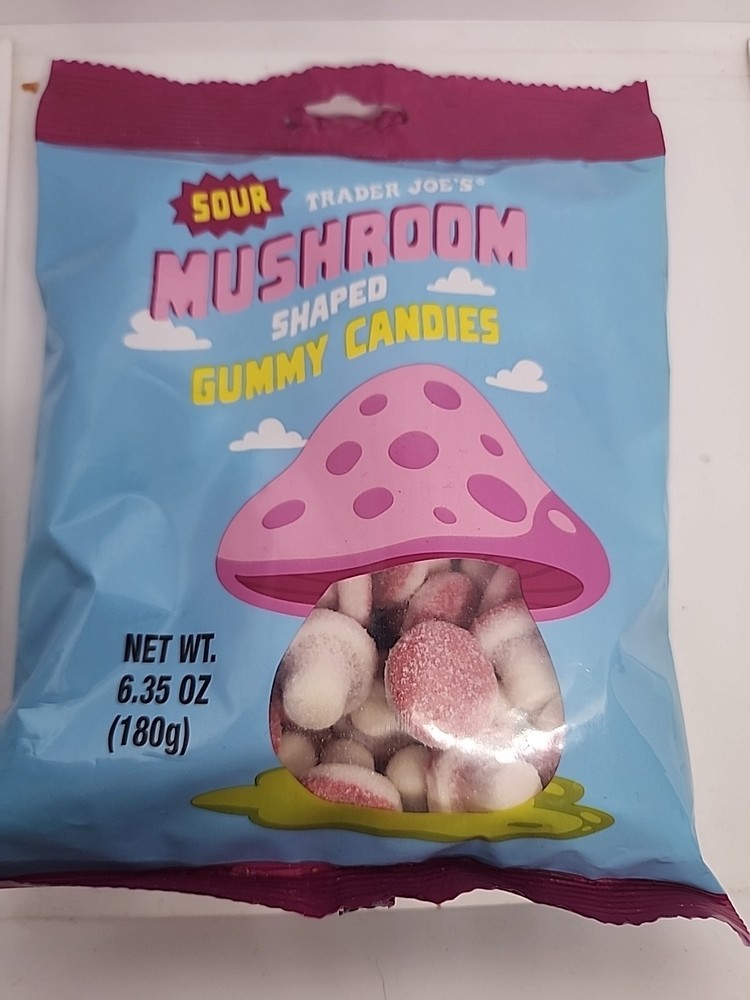 SOUR
TRADER JOE'S®
MUSHROOM
SHAPED
GUMMY CANDIES
NET WT.
6.35 OZ
(180g)